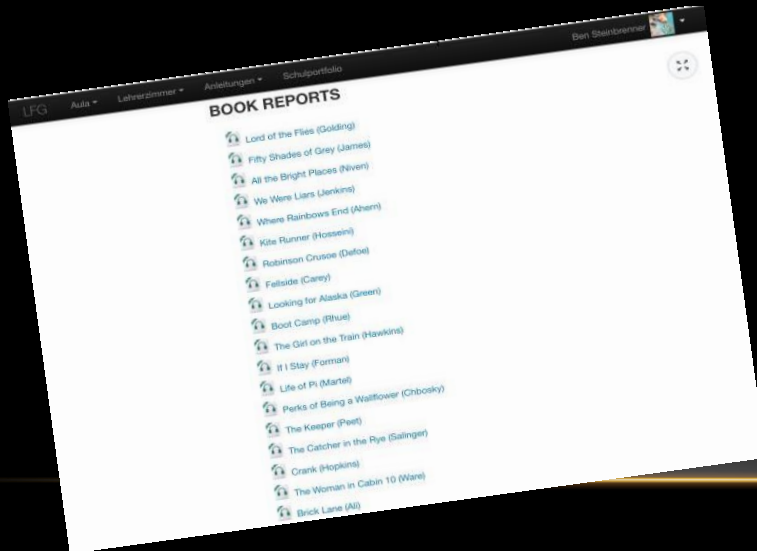 LFG Aula Lehrerzimmer Anleitungen Schulportfolio Ben Steinbrenner
BOOK REPORTS
Lord of the Flies (Golding)
Fifty Shades of Grey (James)
All the Bright Places (Niven)
We Were Liars (Jenkins)
Where Rainbows End (Ahern)
Kite Runner (Hosseini)
Robinson Crusoe (Defoe)
Fellside (Carey)
Looking for Alaska (Green)
Boot Camp (Rhue)
The Girl on the Train (Hawkins)
If I Stay (Forman)
Life of Pi (Martel)
Perks of Being a Wallflower (Chbosky)
The Keeper (Peet)
The Catcher in the Rye (Salinger)
Crank (Hopkins)
The Woman in Cabin 10 (Ware)
Brick Lane (Ali)